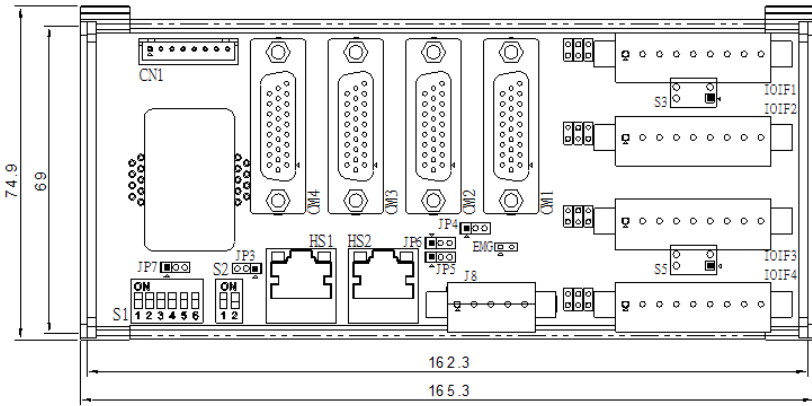 CN1
CM4
CM3
CM2
CM1
IOIF1
S3
IOIF2
IOIF3
S5
IOIF4
74.9
69
JP7
S2
JP3
HS1
HS2
JP6
JP4
JP5
EMG
J8
S1
ON
1 2 3 4 5 6
ON
1 2
162.3
165.3